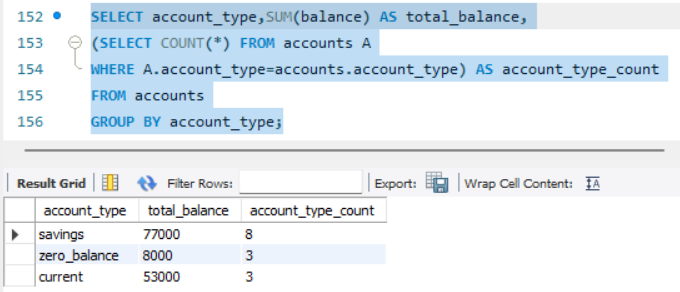 152 SELECT account_type,SUM(balance) AS total_balance,
153 (SELECT COUNT(*) FROM accounts A
154 WHERE A.account_type=accounts.account_type) AS account_type_count
155 FROM accounts
156 GROUP BY account_type;
Result Grid Filter Rows: Export: Wrap Cell Content: IA
account_type total_balance account_type_count
savings 77000 8
zero_balance 8000 3
current 53000 3